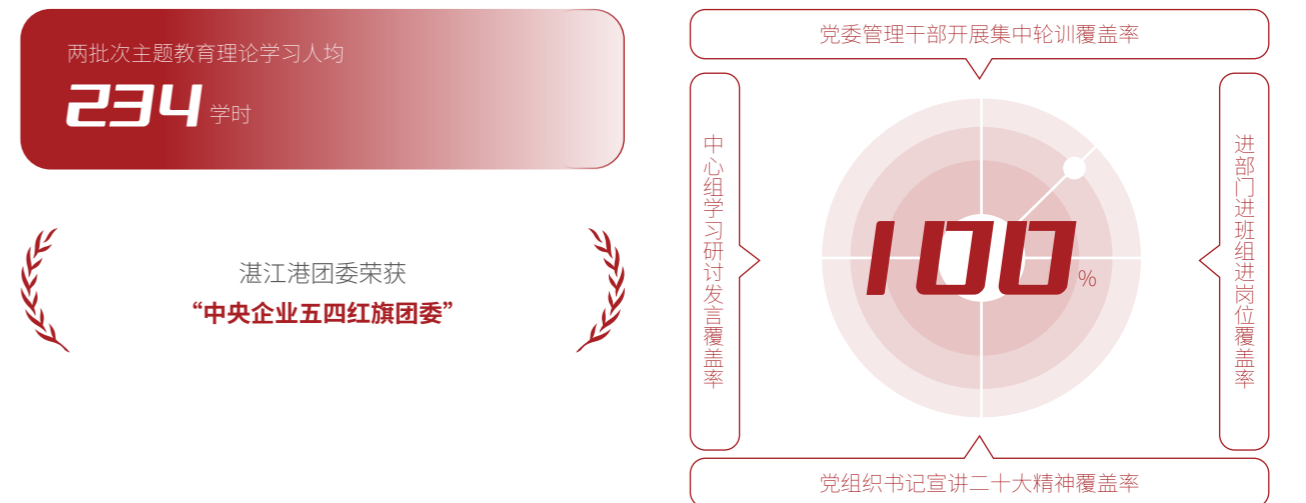 两批次主题教育理论学习人均
234 学时
湛江港团委荣获
“中央企业五四红旗团委”
党委管理干部开展集中轮训覆盖率
中心组学习研讨发言覆盖率
100%
进部门进班组进岗位覆盖率
党组织书记宣讲二十大精神覆盖率